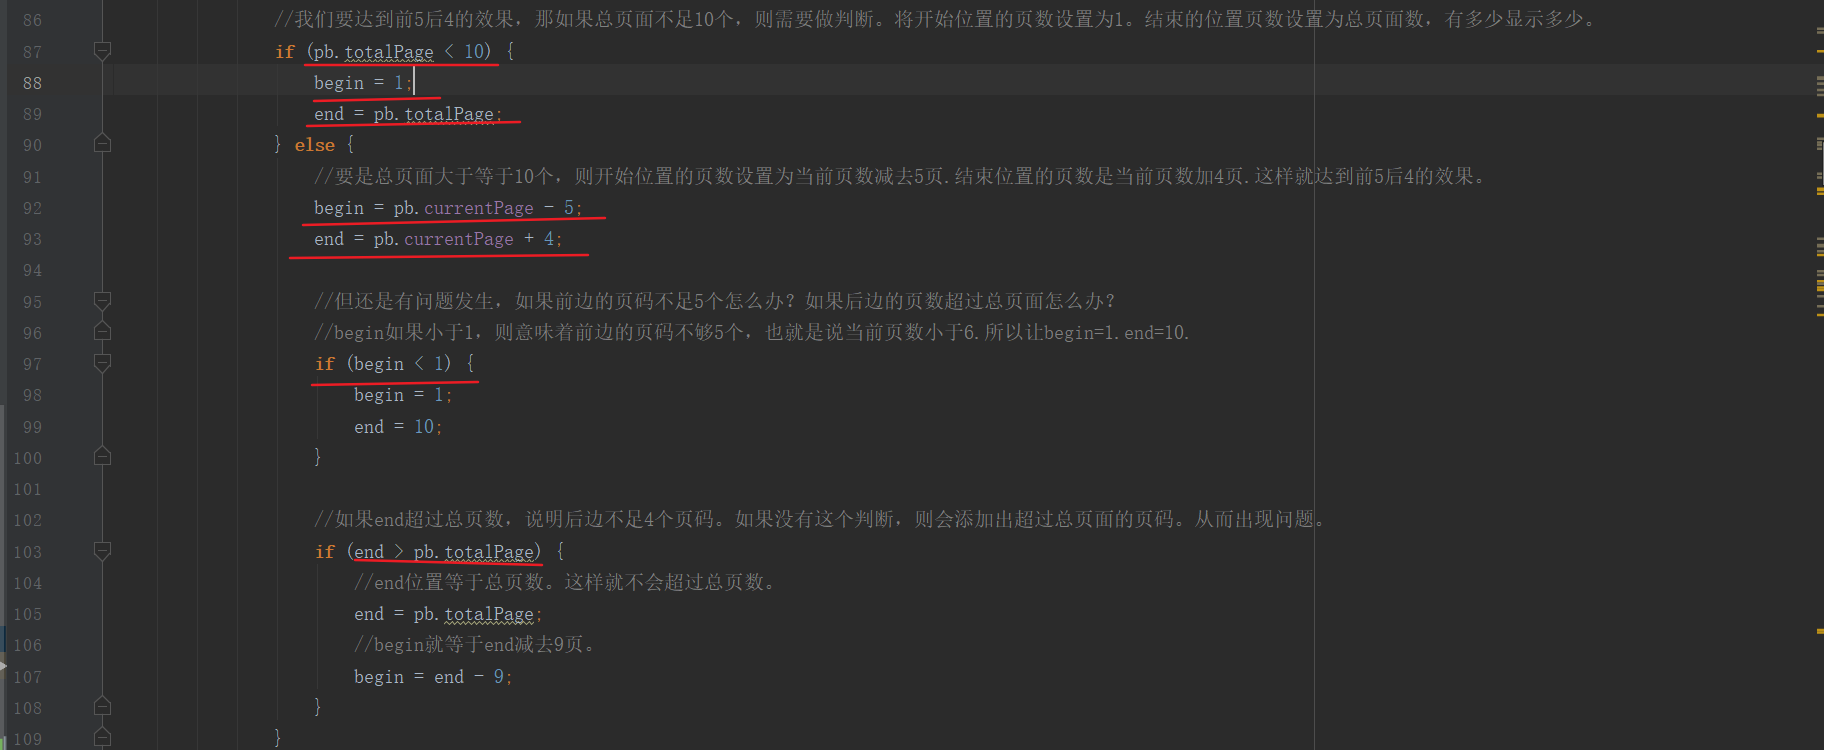 86 //我们要达到前5后4的效果，那如果总页面不足10个，则需要做判断。将开始位置的页数设置为1。结束的位置页数设置为总页面数，有多少显示多少。
87 if (pb.totalPage < 10) {
88 begin = 1;
89 end = pb.totalPage;
90 } else {
91 //要是总页面大于等于10个，则开始位置的页数设置为当前页数减去5页.结束位置的页数是当前页数加4页.这样就达到前5后4的效果。
92 begin = pb.currentPage - 5;
93 end = pb.currentPage + 4;
94
95 //但还是有问题发生，如果前边的页码不足5个怎么办？如果后边的页数超过总页面怎么办？
96 //begin如果小于1，则意味着前边的页码不够5个，也就是说当前页数小于6.所以让begin=1.end=10.
97 if (begin < 1) {
98 begin = 1;
99 end = 10;
100 }
101
102 //如果end超过总页数，说明后边不足4个页码。如果没有这个判断，则会添加出超过总页面的页码。从而出现问题。
103 if (end > pb.totalPage) {
104 //end位置等于总页数。这样就不会超过总页数。
105 end = pb.totalPage;
106 //begin就等于end减去9页。
107 begin = end - 9;
108 }
109 }